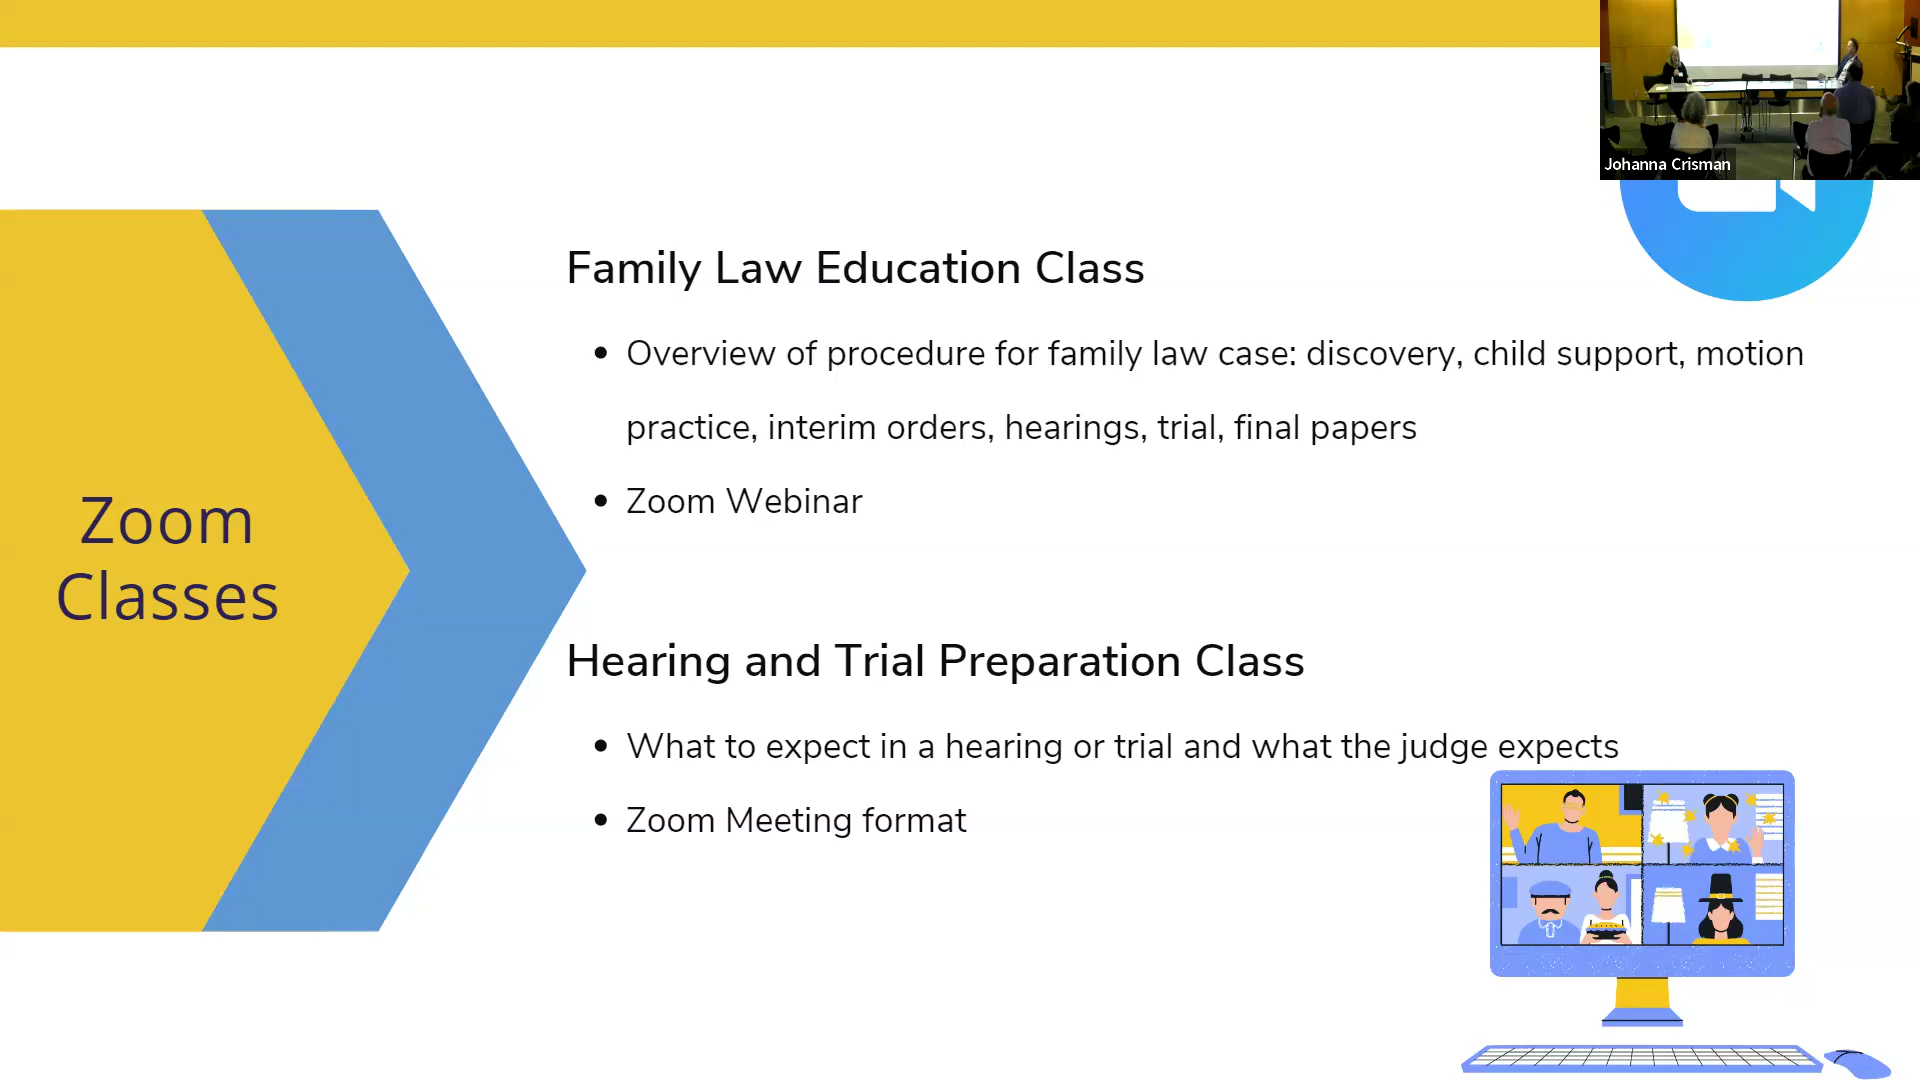 Johanna Crisman
Family Law Education Class
• Overview of procedure for family law case: discovery, child support, motion
practice, interim orders, hearings, trial, final papers
• Zoom Webinar
Zoom
Classes
Hearing and Trial Preparation Class
• What to expect in a hearing or trial and what the judge expects
• Zoom Meeting format